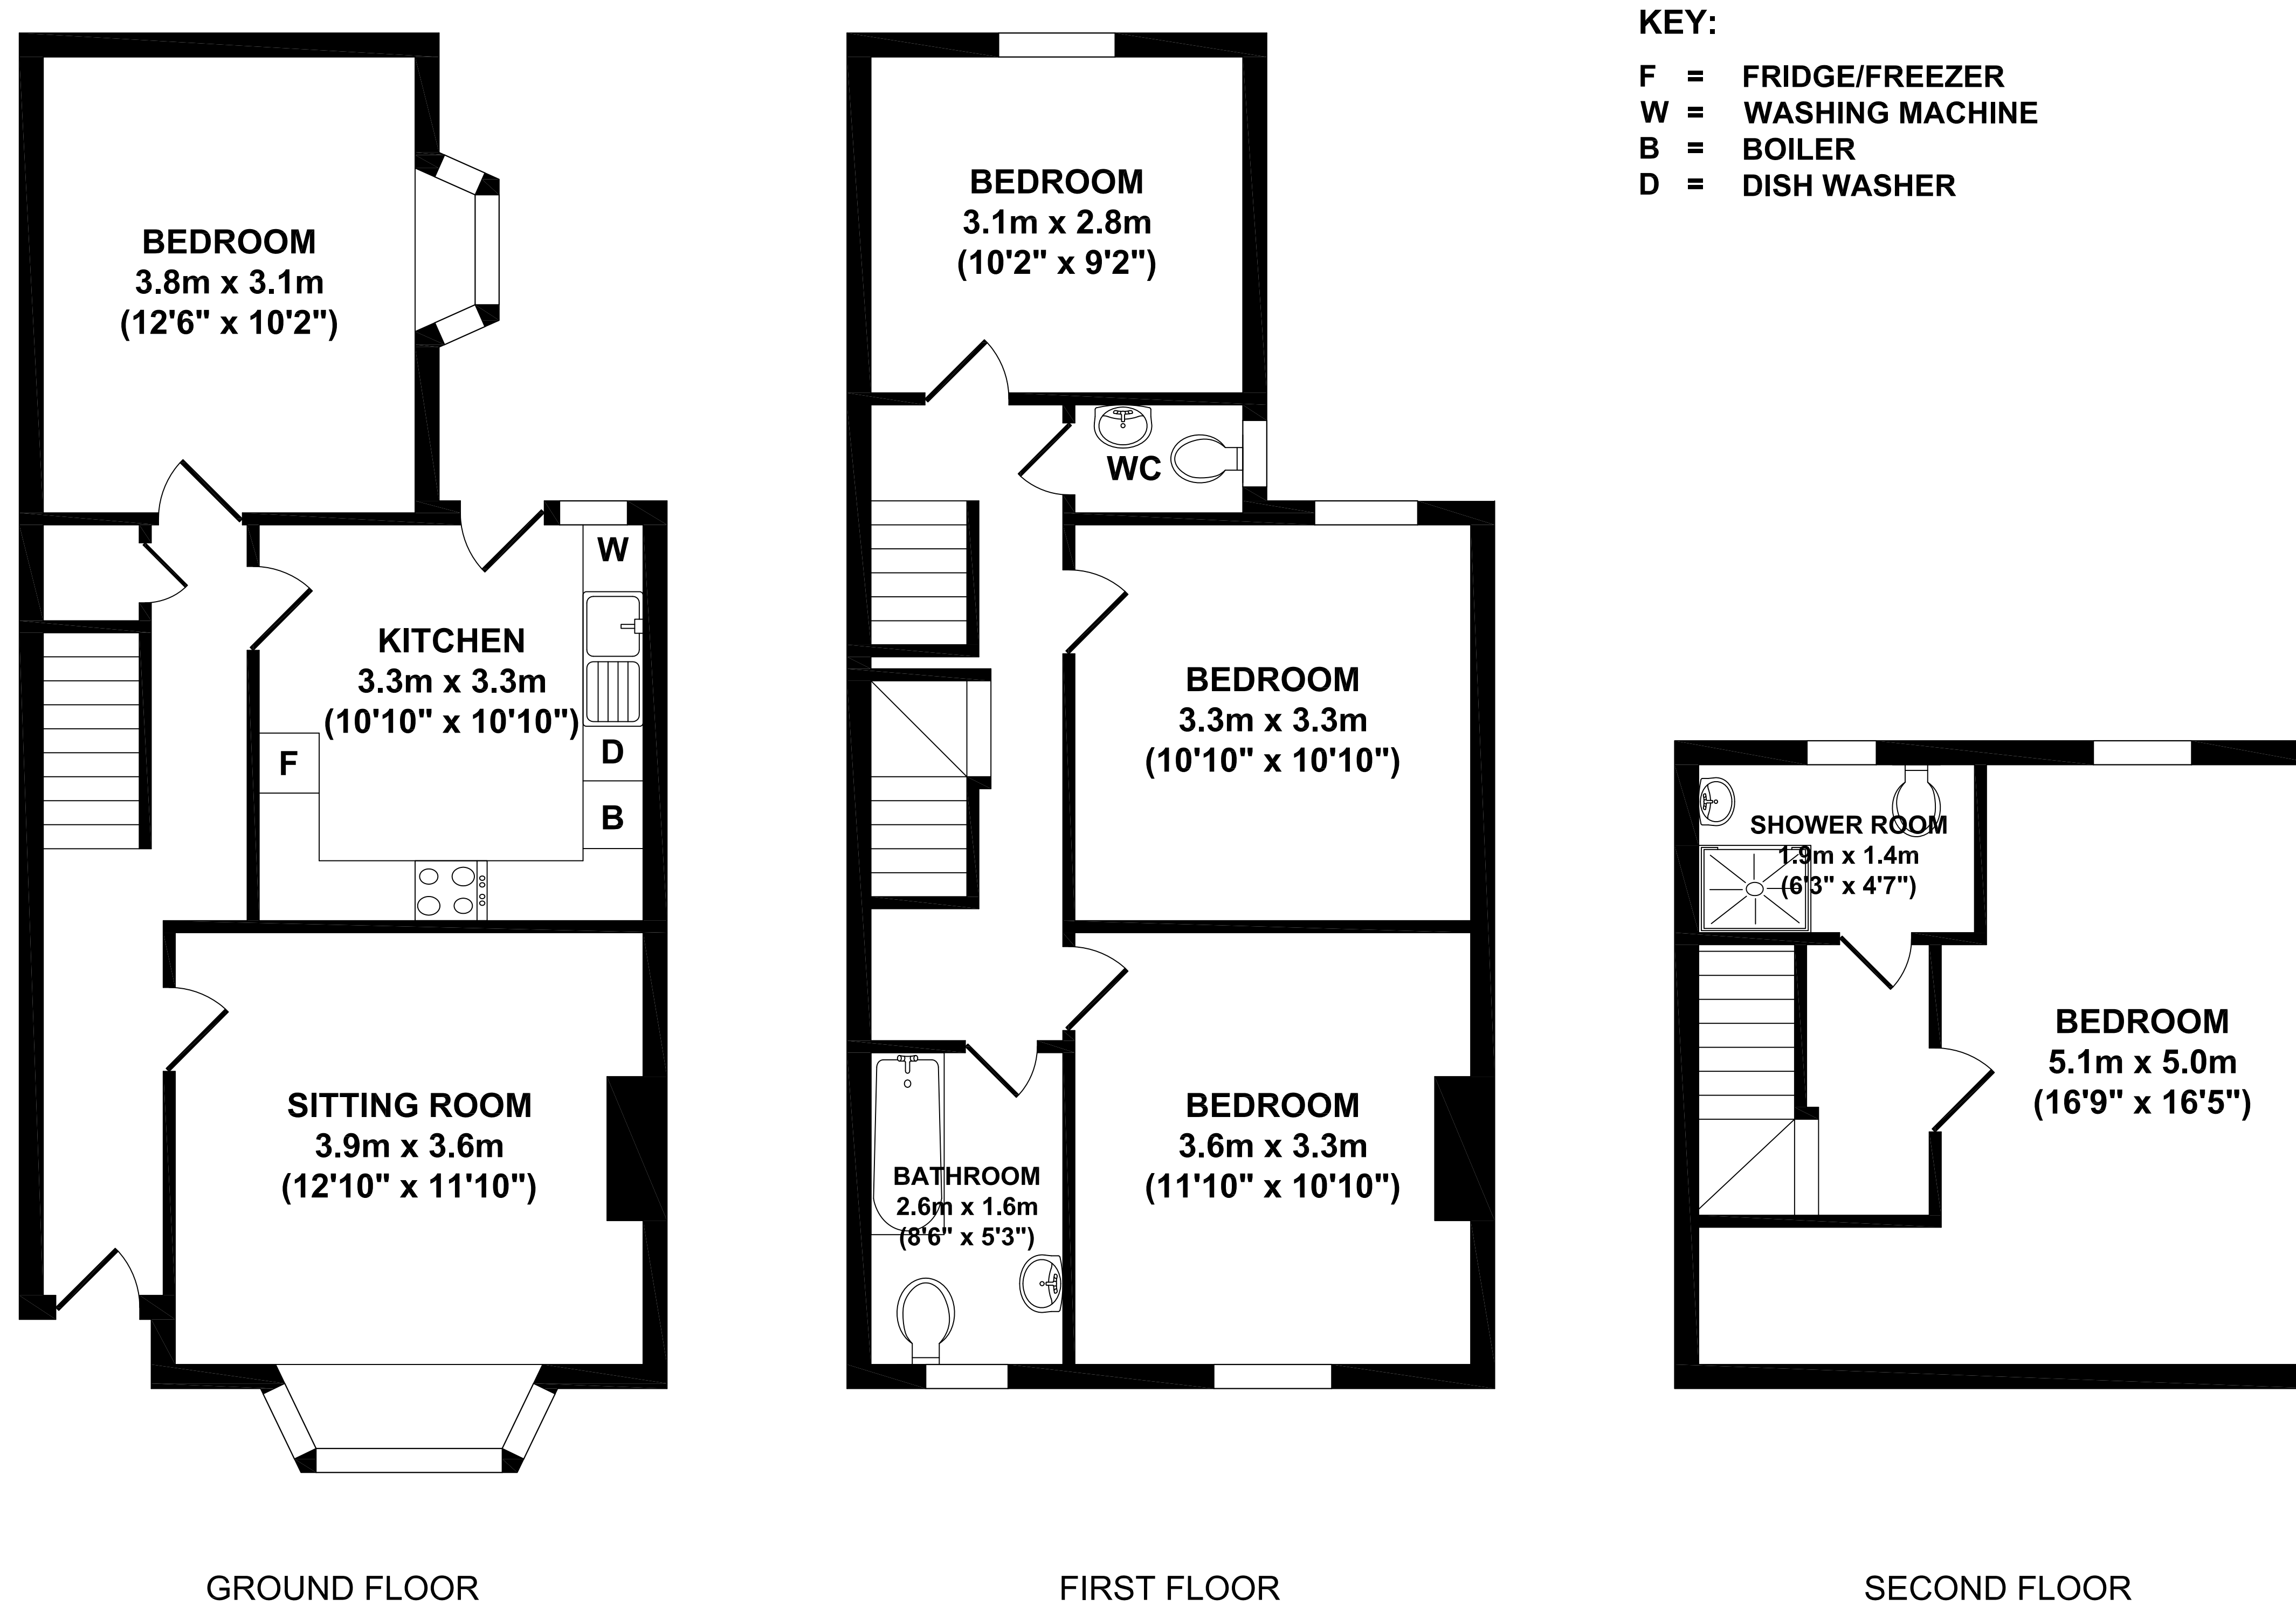 KEY:
F = FRIDGE/FREEZER
W = WASHING MACHINE
B = BOILER
D = DISH WASHER
BEDROOM
3.8m x 3.1m
(12'6" x 10'2")
W
KITCHEN
3.3m x 3.3m
(10'10" x 10'10")
F
D
B
SITTING ROOM
3.9m x 3.6m
(12'10" x 11'10")
GROUND FLOOR
BEDROOM
3.1m x 2.8m
(10'2" x 9'2")
WC
BEDROOM
3.3m x 3.3m
(10'10" x 10'10")
BEDROOM
3.6m x 3.3m
(11'10" x 10'10")
BATHROOM
2.6m x 1.6m
(8'6" x 5'3")
FIRST FLOOR
SHOWER ROOM
1.9m x 1.4m
(6'3" x 4'7")
BEDROOM
5.1m x 5.0m
(16'9" x 16'5")
SECOND FLOOR